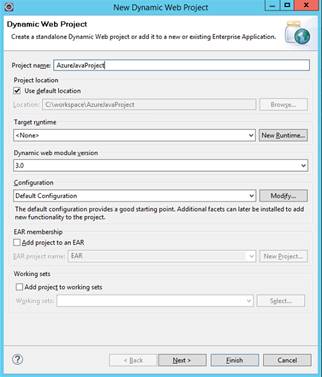 New Dynamic Web Project
Dynamic Web Project
Create a standalone Dynamic Web project or add it to a new or existing Enterprise Application.
Project name: AzureJavaProject
Project location
Use default location
Location: C:\workspace\AzureJavaProject Browse...
Target runtime
<None> New Runtime...
Dynamic web module version
3.0
Configuration
Default Configuration Modify...
The default configuration provides a good starting point. Additional facets can later be installed to add
new functionality to the project.
EAR membership
Add project to an EAR
EAR project name: EAR New Project...
Working sets
Add project to working sets
Working sets: Select...
? < Back Next > Finish Cancel